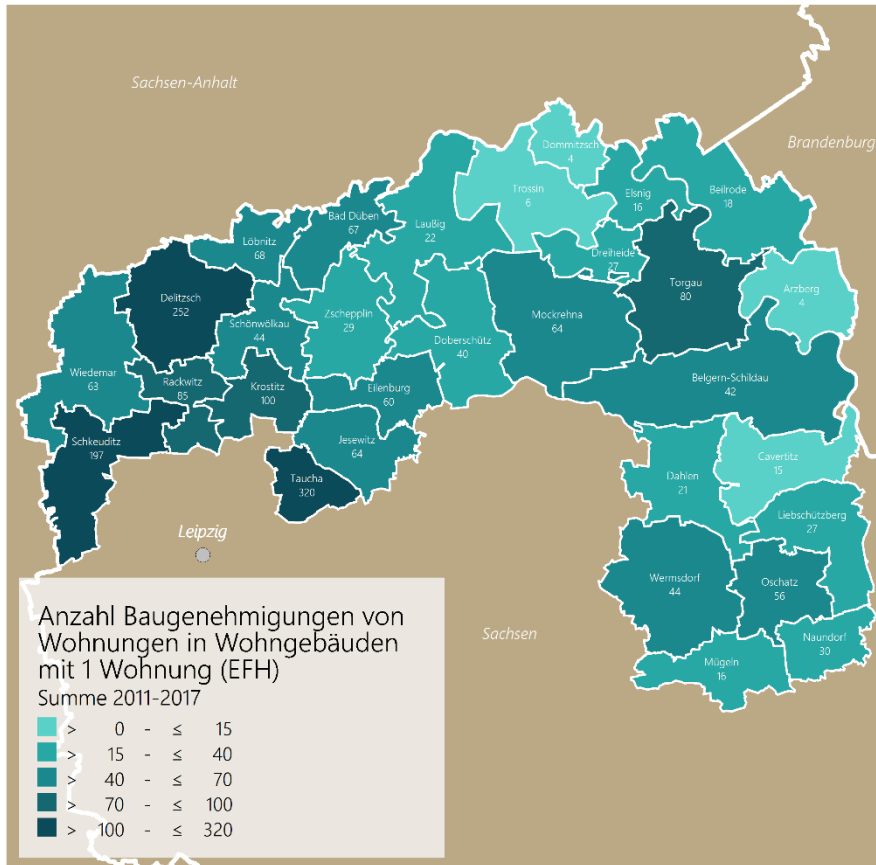 Sachsen-Anhalt
Brandenburg
Dommitzsch
4
Trossin
6
Elsnig
16
Beilrode
18
Bad Düben
67
Laußig
22
Löbnitz
68
Dreiheide
27
Torgau
80
Arzberg
4
Delitzsch
252
Zschepplin
29
Mockrehna
64
Schönwölkau
44
Doberschütz
40
Wiedemar
63
Rackwitz
85
Krostitz
100
Eilenburg
60
Belgern-Schildau
42
Schkeuditz
197
Jesewitz
64
Taucha
320
Cavertitz
15
Dahlen
21
Liebschützberg
27
Leipzig
Wermsdorf
44
Oschatz
56
Sachsen
Naundorf
30
Mügeln
16
Anzahl Baugenehmigungen von
Wohnungen in Wohngebäuden
mit 1 Wohnung (EFH)
Summe 2011-2017
> 0 - ≤ 15
> 15 - ≤ 40
> 40 - ≤ 70
> 70 - ≤ 100
> 100 - ≤ 320